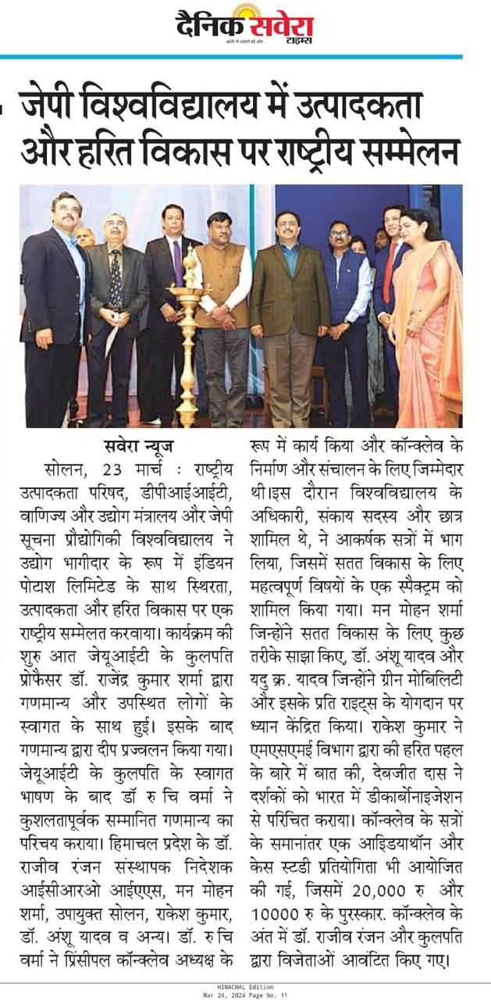 दैनिक सवेरा
टाइम्स
अंधेरे से उजाले की ओर...
जेपी विश्वविद्यालय में उत्पादकता
और हरित विकास पर राष्ट्रीय सम्मेलन
सवेरा न्यूज
सोलन, 23 मार्च : राष्ट्रीय
उत्पादकता परिषद, डीपीआईआईटी,
वाणिज्य और उद्योग मंत्रालय और जेपी
सूचना प्रौद्योगिकी विश्वविद्यालय ने
उद्योग भागीदार के रूप में इंडियन
पोटाश लिमिटेड के साथ स्थिरता,
उत्पादकता और हरित विकास पर एक
राष्ट्रीय सम्मेलत करवाया। कार्यक्रम की
शुरु आत जेयूआईटी के कुलपति
प्रोफैसर डॉ. राजेंद्र कुमार शर्मा द्वारा
गणमान्य और उपस्थित लोगों के
स्वागत के साथ हुई। इसके बाद
गणमान्य द्वारा दीप प्रज्वलन किया गया।
जेयूआईटी के कुलपति के स्वागत
भाषण के बाद डॉ रु चि वर्मा ने
कुशलतापूर्वक सम्मानित गणमान्य का
परिचय कराया। हिमाचल प्रदेश के डॉ.
राजीव रंजन संस्थापक निदेशक
आईसीआरओ आईएएस, मन मोहन
शर्मा, उपायुक्त सोलन, राकेश कुमार,
डॉ. अंशू यादव व अन्य। डॉ. रु चि
वर्मा ने प्रिंसीपल कॉन्क्लेव अध्यक्ष के
रूप में कार्य किया और कॉन्क्लेव के
निर्माण और संचालन के लिए जिम्मेदार
थी।इस दौरान विश्वविद्यालय के
अधिकारी, संकाय सदस्य और छात्र
शामिल थे, ने आकर्षक सत्रों में भाग
लिया, जिसमें सतत विकास के लिए
महत्वपूर्ण विषयों के एक स्पैक्ट्रम को
शामिल किया गया। मन मोहन शर्मा
जिन्होंने सतत विकास के लिए कुछ
तरीके साझा किए, डॉ. अंशू यादव और
यदु क्र. यादव जिन्होंने ग्रीन मोबिलिटी
और इसके प्रति राइट्स के योगदान पर
ध्यान केंद्रित किया। राकेश कुमार ने
एमएसएमई विभाग द्वारा की हरित पहल
के बारे में बात की, देबजीत दास ने
दर्शकों को भारत में डीकार्बोनाइजेशन
से परिचित कराया। कॉन्क्लेव के सत्रों
के समानांतर एक आइिडयाथॉन और
केस स्टडी प्रतियोगिता भी आयोजित
की गई, जिसमें 20,000 रु और
10000 रु के पुरस्कार. कॉन्क्लेव के
अंत में डॉ. राजीव रंजन और कुलपति
द्वारा विजेताओं आवंटित किए गए।
HIMACHAL Edition
Mar 24, 2024 Page No. 11